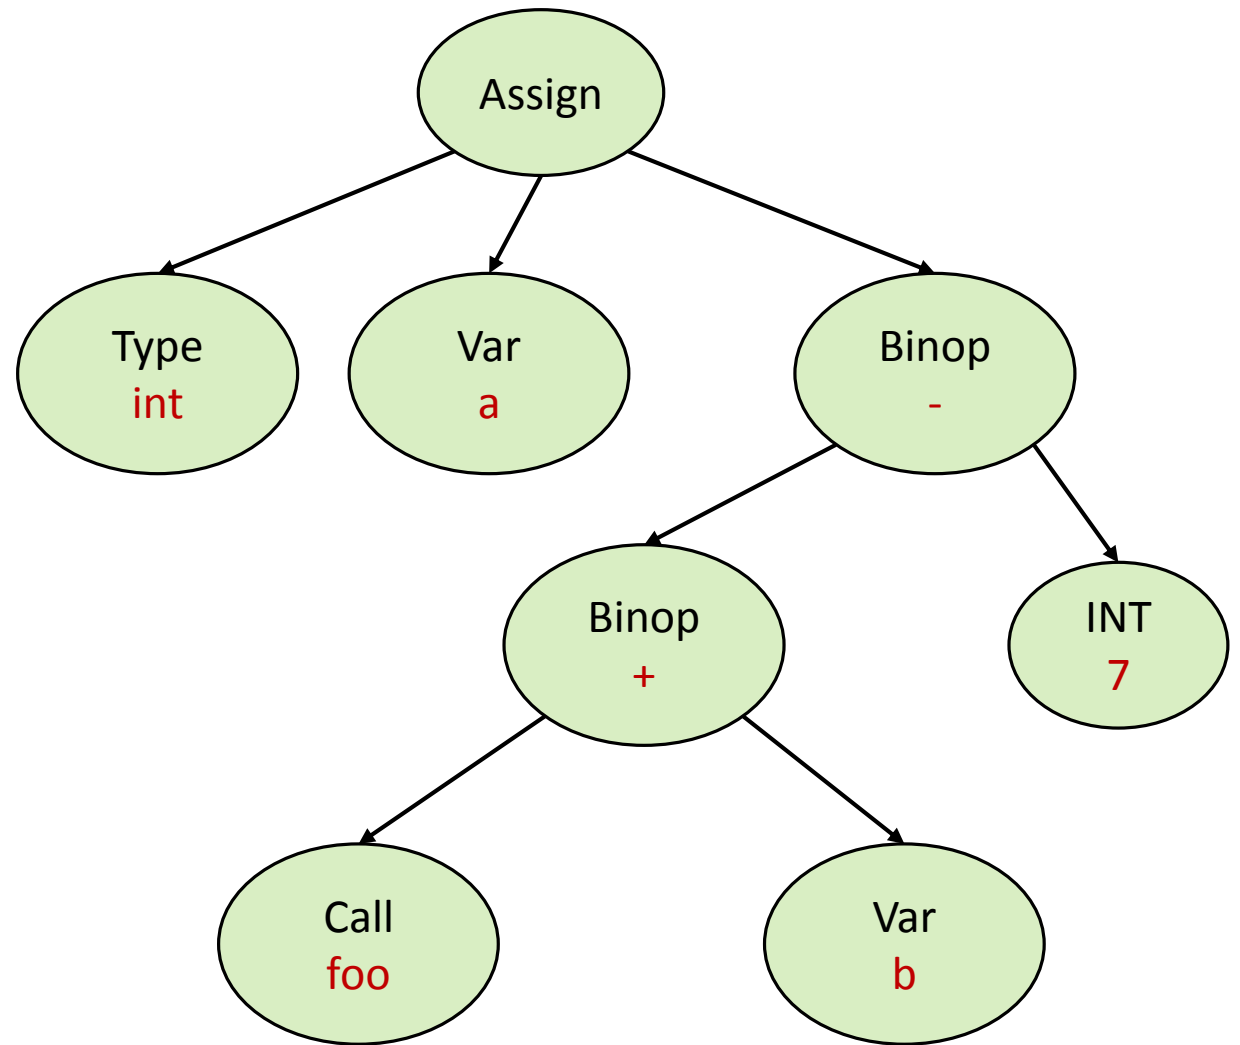 Assign
Type
int
Var
a
Binop
-
Binop
+
INT
7
Call
foo
Var
b